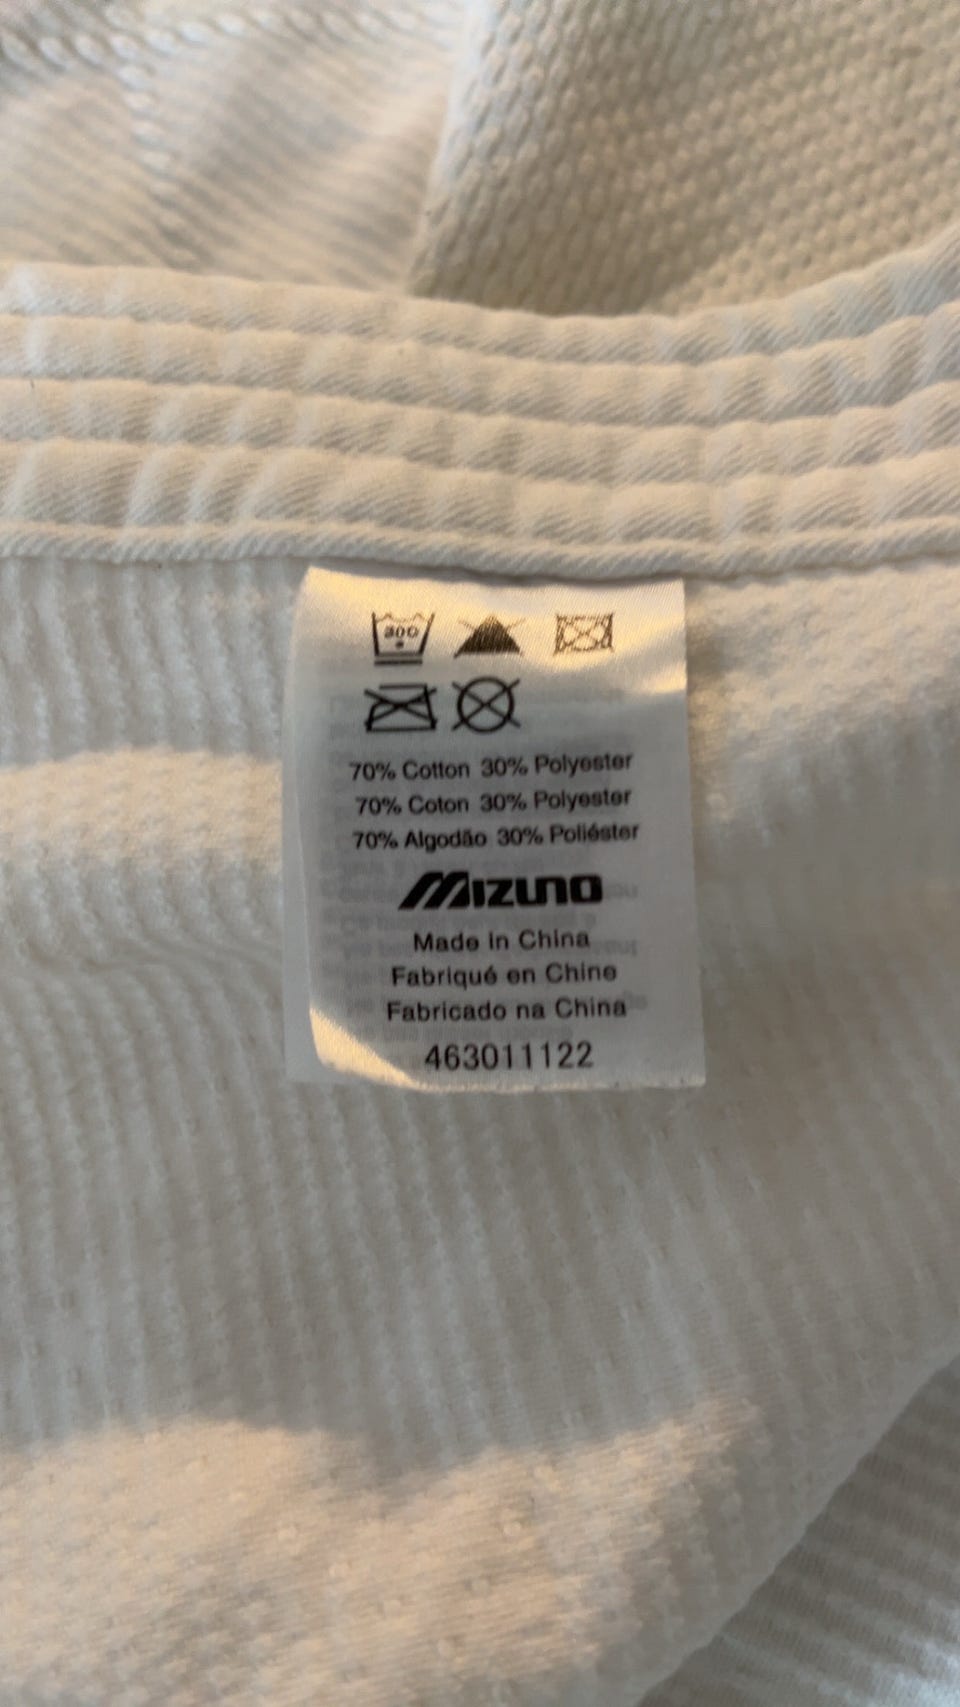 30C
70% Cotton 30% Polyester
70% Coton 30% Polyester
70% Algodão 30% Poliéster
MIZUNO
Made In China
Fabriqué en Chine
Fabricado na China
463011122